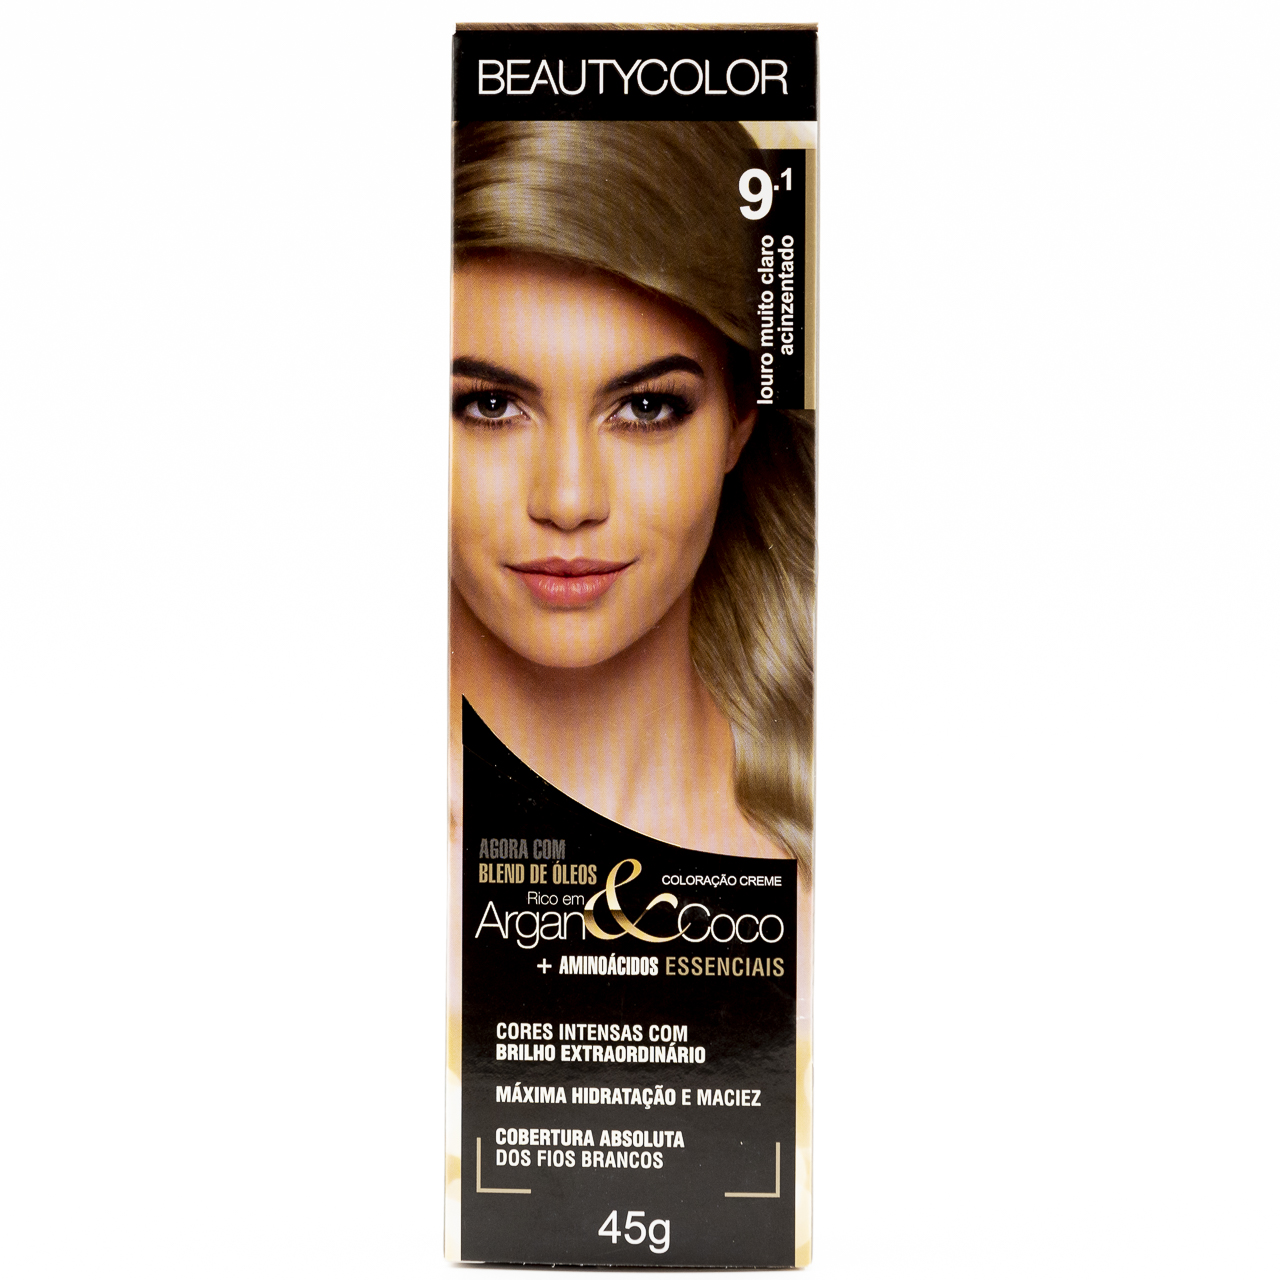 BEAUTYCOLOR
9.1
louro muito claro
acinzentado
AGORA COM
BLEND DE ÓLEOS
COLORAÇÃO CREME
Rico em
Argan & Coco
+ AMINOÁCIDOS ESSENCIAIS
CORES INTENSAS COM
BRILHO EXTRAORDINÁRIO
MÁXIMA HIDRATAÇÃO E MACIEZ
COBERTURA ABSOLUTA
DOS FIOS BRANCOS
45g